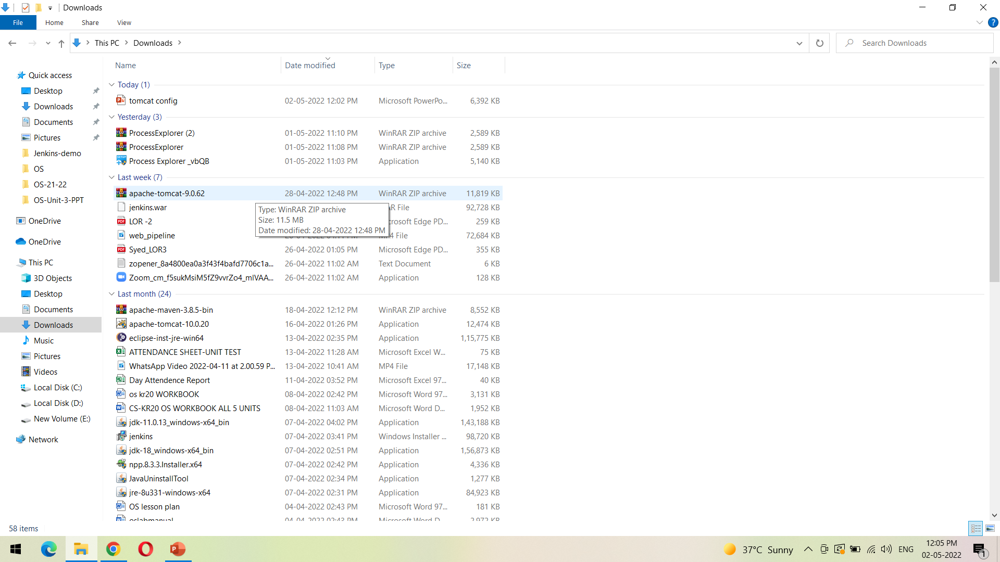 Downloads
File Home Share View
This PC Downloads Search Downloads
Name Date modified Type Size
Quick access
Desktop
Downloads
Documents
Pictures
Jenkins-demo
OS
OS-21-22
OS-Unit-3-PPT
OneDrive
OneDrive
This PC
3D Objects
Desktop
Documents
Downloads
Music
Pictures
Videos
Local Disk (C:)
Local Disk (D:)
New Volume (E:)
Network
Today (1)
tomcat config 02-05-2022 12:02 PM Microsoft PowerPo... 6,392 KB
Yesterday (3)
ProcessExplorer (2) 01-05-2022 11:10 PM WinRAR ZIP archive 2,589 KB
ProcessExplorer 01-05-2022 11:08 PM WinRAR ZIP archive 2,589 KB
Process Explorer _vbQB 01-05-2022 11:03 PM Application 5,140 KB
Last week (7)
apache-tomcat-9.0.62 28-04-2022 12:48 PM WinRAR ZIP archive 11,819 KB
jenkins.war File 92,728 KB
Type: WinRAR ZIP archive
Size: 11.5 MB
Date modified: 28-04-2022 12:48 PM
LOR -2 Edge PD... 259 KB
web_pipeline File 72,684 KB
Syed_LOR3 26-04-2022 01:05 PM Microsoft Edge PD... 355 KB
zopener_8a4800ea0a3f43f4bafd7706c1a... 26-04-2022 11:02 AM Text Document 6 KB
Zoom_cm_f5sukMsiM5fZ9vvrZo4_mIVAA... 26-04-2022 11:02 AM Application 128 KB
Last month (24)
apache-maven-3.8.5-bin 18-04-2022 12:12 PM WinRAR ZIP archive 8,552 KB
apache-tomcat-10.0.20 16-04-2022 01:26 PM Application 12,474 KB
eclipse-inst-jre-win64 13-04-2022 02:35 PM Application 1,15,775 KB
ATTENDANCE SHEET-UNIT TEST 13-04-2022 11:28 AM Microsoft Excel W... 75 KB
WhatsApp Video 2022-04-11 at 2.00.59 P... 13-04-2022 10:41 AM MP4 File 17,148 KB
Day Attendence Report 11-04-2022 03:52 PM Microsoft Excel 97... 40 KB
os kr20 WORKBOOK 08-04-2022 02:42 PM Microsoft Word 97... 3,131 KB
CS-KR20 OS WORKBOOK ALL 5 UNITS 08-04-2022 11:03 AM Microsoft Word D... 1,952 KB
jdk-11.0.13_windows-x64_bin 07-04-2022 04:02 PM Application 1,43,188 KB
jenkins 07-04-2022 03:41 PM Windows Installer ... 98,720 KB
jdk-18_windows-x64_bin 07-04-2022 02:51 PM Application 1,56,873 KB
npp.8.3.3.Installer.x64 07-04-2022 02:42 PM Application 4,336 KB
JavaUninstallTool 07-04-2022 02:34 PM Application 1,277 KB
jre-8u331-windows-x64 07-04-2022 02:31 PM Application 84,923 KB
OS lesson plan 04-04-2022 02:43 PM Microsoft Word 97... 181 KB
oslabmanual 04-04-2022 02:43 PM Microsoft Word D... 2,972 KB
58 items
37°C Sunny ENG 12:05 PM
02-05-2022
1